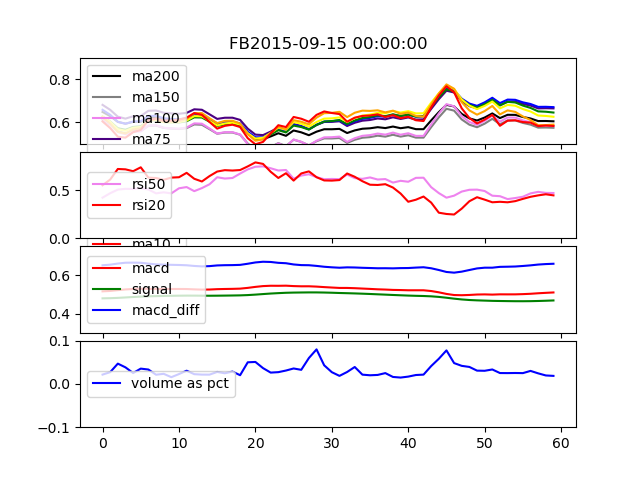 FB2015-09-15 00:00:00
0.8
0.6
ma200
ma150
ma100
ma75
0.5
0.0
rsi50
rsi20
ma10
0.6
0.4
macd
signal
macd_diff
0.1
0.0
−0.1
volume as pct
0 10 20 30 40 50 60